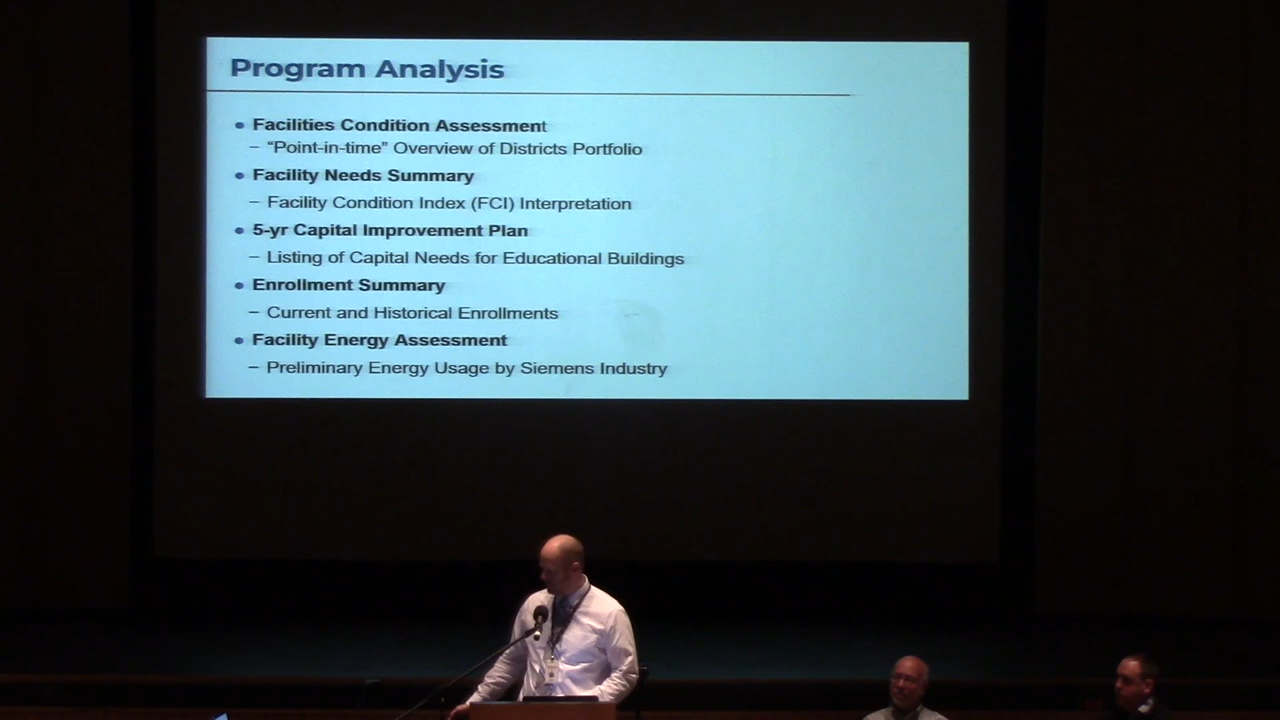 Program Analysis
• Facilities Condition Assessment
– “Point-in-time” Overview of Districts Portfolio
• Facility Needs Summary
– Facility Condition Index (FCI) Interpretation
• 5-yr Capital Improvement Plan
– Listing of Capital Needs for Educational Buildings
• Enrollment Summary
– Current and Historical Enrollments
• Facility Energy Assessment
– Preliminary Energy Usage by Siemens Industry